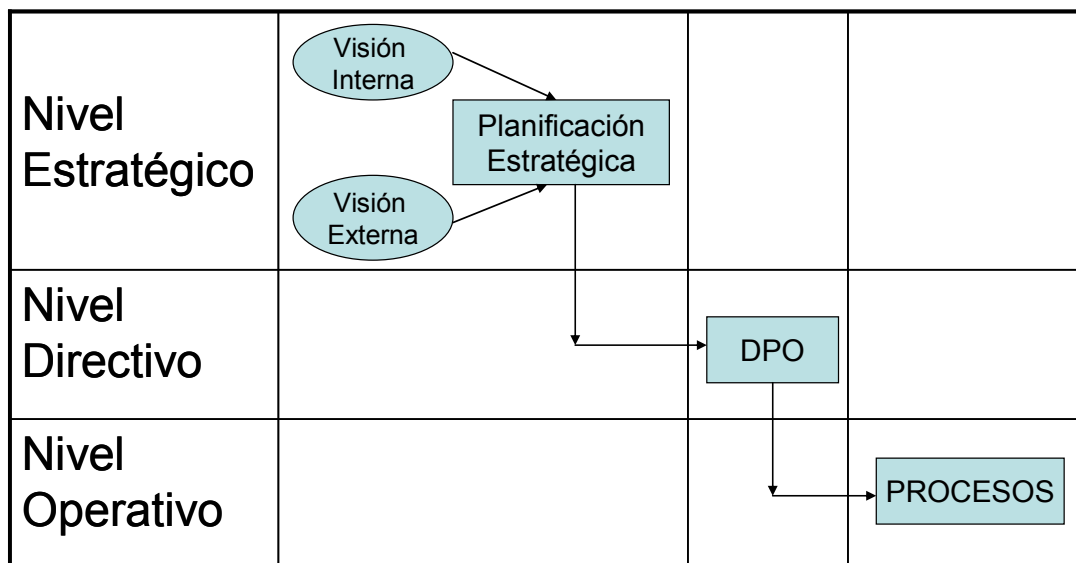 Nivel
Estratégico
Visión
Interna
Planificación
Estratégica
Visión
Externa
Nivel
Directivo
DPO
Nivel
Operativo
PROCESOS